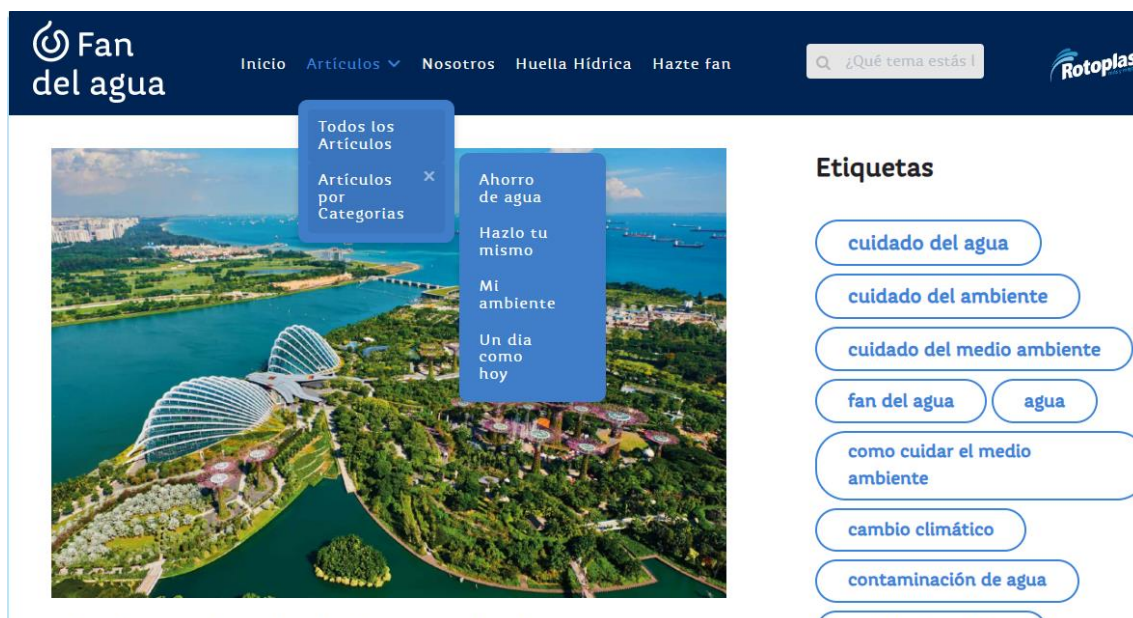 Fan
del agua
Inicio Artículos Nosotros Huella Hídrica Hazte fan
¿Qué tema estás
Rotoplas
Todos los
Artículos
Artículos
por
Categorias
×
Ahorro
de agua
Hazlo tu
mismo
Mi
ambiente
Un dia
como
hoy
Etiquetas
cuidado del agua
cuidado del ambiente
cuidado del medio ambiente
fan del agua
agua
como cuidar el medio
ambiente
cambio climático
contaminación de agua